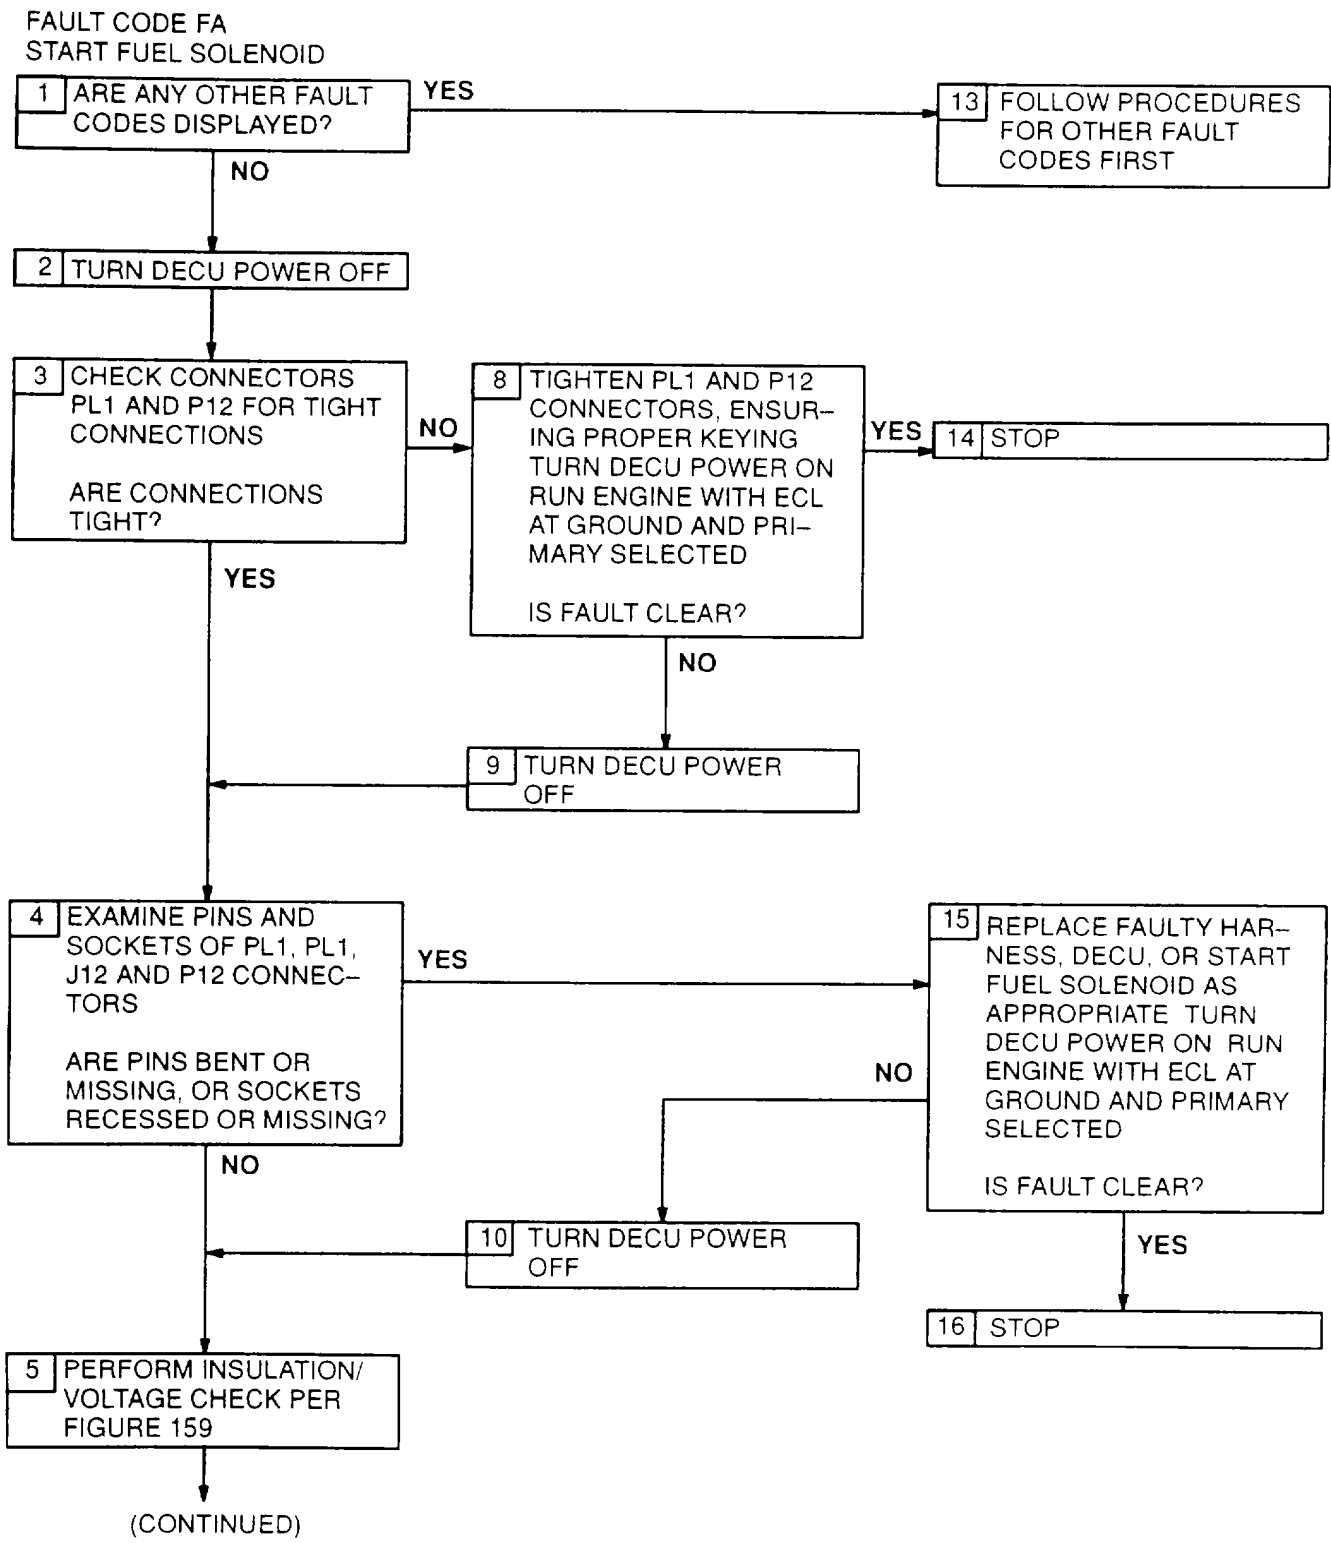 FAULT CODE FA
START FUEL SOLENOID
1 ARE ANY OTHER FAULT
CODES DISPLAYED?
YES
13 FOLLOW PROCEDURES
FOR OTHER FAULT
CODES FIRST
NO
2 TURN DECU POWER OFF
3 CHECK CONNECTORS
PL1 AND P12 FOR TIGHT
CONNECTIONS
ARE CONNECTIONS
TIGHT?
NO
8 TIGHTEN PL1 AND P12
CONNECTORS, ENSUR-
ING PROPER KEYING
TURN DECU POWER ON
RUN ENGINE WITH ECL
AT GROUND AND PRI-
MARY SELECTED
IS FAULT CLEAR?
YES
14 STOP
YES
NO
9 TURN DECU POWER
OFF
4 EXAMINE PINS AND
SOCKETS OF PL1, PL1,
J12 AND P12 CONNEC-
TORS
ARE PINS BENT OR
MISSING, OR SOCKETS
RECESSED OR MISSING?
YES
15 REPLACE FAULTY HAR-
NESS, DECU, OR START
FUEL SOLENOID AS
APPROPRIATE TURN
DECU POWER ON RUN
ENGINE WITH ECL AT
GROUND AND PRIMARY
SELECTED
IS FAULT CLEAR?
NO
NO
10 TURN DECU POWER
OFF
YES
16 STOP
5 PERFORM INSULATION/
VOLTAGE CHECK PER
FIGURE 159
(CONTINUED)